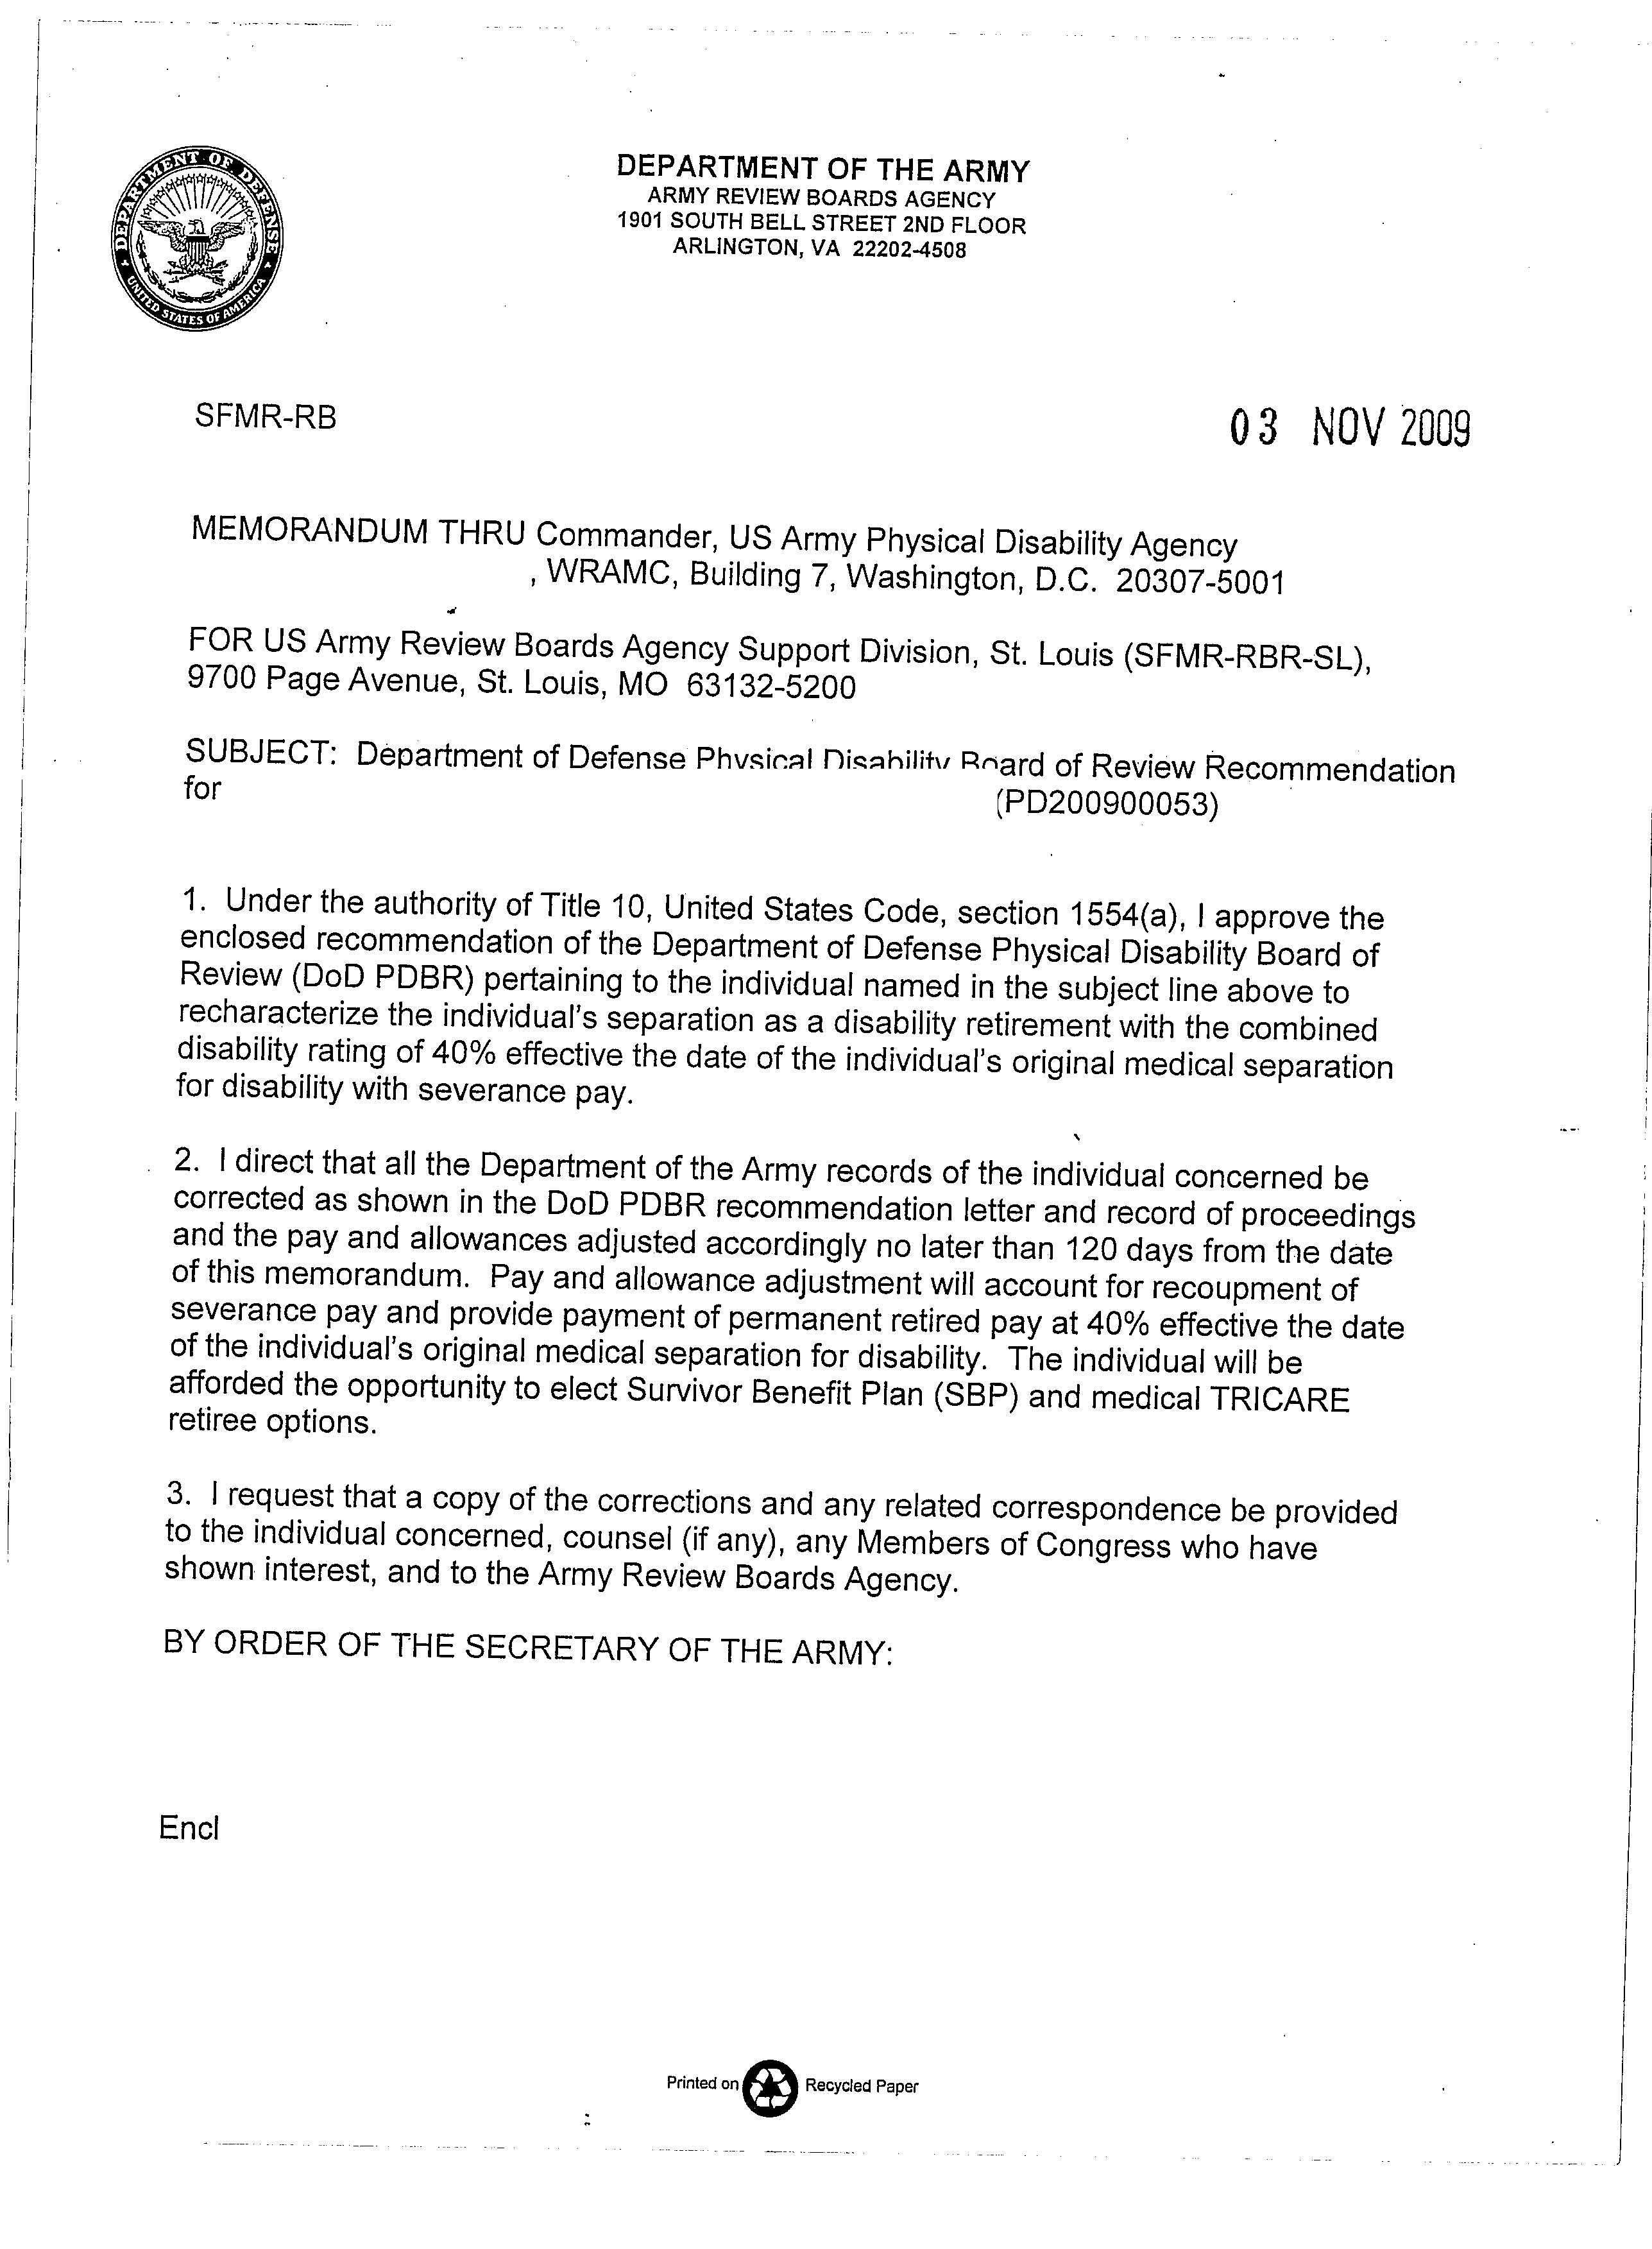 DEPARTMENT OF DEFENSE
UNITED STATES OF AMERICA
DEPARTMENT OF THE ARMY
ARMY REVIEW BOARDS AGENCY
1901 SOUTH BELL STREET 2ND FLOOR
ARLINGTON, VA 22202-4508
SFMR-RB
03 NOV 2009
MEMORANDUM THRU Commander, US Army Physical Disability Agency
, WRAMC, Building 7, Washington, D.C. 20307-5001
FOR US Army Review Boards Agency Support Division, St. Louis (SFMR-RBR-SL),
9700 Page Avenue, St. Louis, MO 63132-5200
SUBJECT: Department of Defense Physical Disability Board of Review Recommendation
for (PD200900053)
1. Under the authority of Title 10, United States Code, section 1554(a), I approve the
enclosed recommendation of the Department of Defense Physical Disability Board of
Review (DoD PDBR) pertaining to the individual named in the subject line above to
recharacterize the individual's separation as a disability retirement with the combined
disability rating of 40% effective the date of the individual's original medical separation
for disability with severance pay.
2. I direct that all the Department of the Army records of the individual concerned be
corrected as shown in the DoD PDBR recommendation letter and record of proceedings
and the pay and allowances adjusted accordingly no later than 120 days from the date
of this memorandum. Pay and allowance adjustment will account for recoupment of
severance pay and provide payment of permanent retired pay at 40% effective the date
of the individual's original medical separation for disability. The individual will be
afforded the opportunity to elect Survivor Benefit Plan (SBP) and medical TRICARE
retiree options.
3. I request that a copy of the corrections and any related correspondence be provided
to the individual concerned, counsel (if any), any Members of Congress who have
shown interest, and to the Army Review Boards Agency.
BY ORDER OF THE SECRETARY OF THE ARMY:
Encl
Printed on Recycled Paper